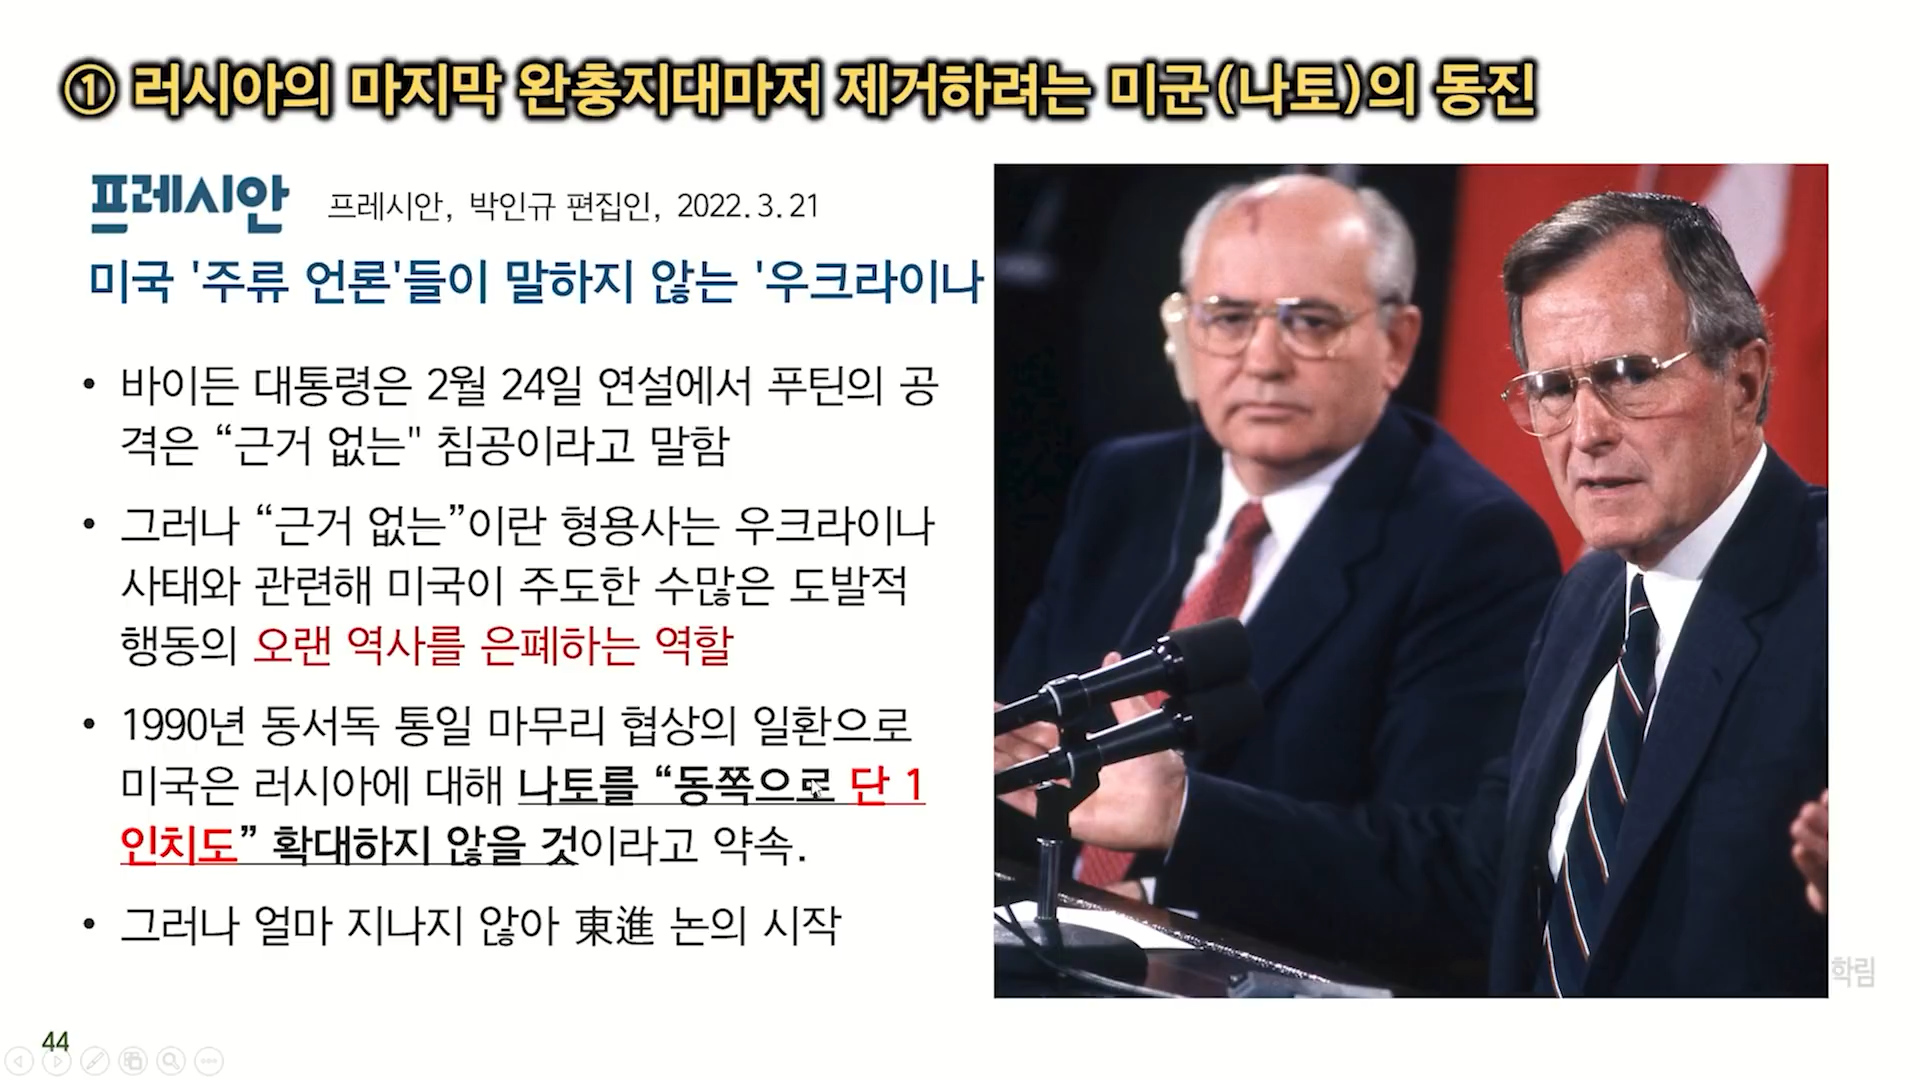 ① 러시아의 마지막 완충지대마저 제거하려는 미군(나토)의 동진
프레시안 프레시안, 박인규 편집인, 2022. 3. 21
미국 '주류 언론'들이 말하지 않는 '우크라이나
• 바이든 대통령은 2월 24일 연설에서 푸틴의 공
격은 “근거 없는" 침공이라고 말함
• 그러나 “근거 없는”이란 형용사는 우크라이나
사태와 관련해 미국이 주도한 수많은 도발적
행동의 오랜 역사를 은폐하는 역할
• 1990년 동서독 통일 마무리 협상의 일환으로
미국은 러시아에 대해 나토를 “동쪽으로 단 1
인치도” 확대하지 않을 것이라고 약속.
• 그러나 얼마 지나지 않아 東進 논의 시작
학림
44